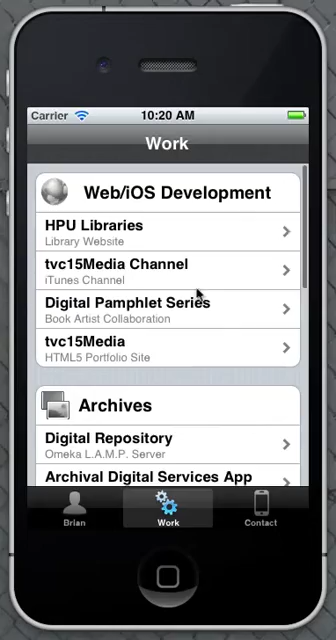 Carrier 10:20 AM
Work
Web/iOS Development
HPU Libraries
Library Website
tvc15Media Channel
iTunes Channel
Digital Pamphlet Series
Book Artist Collaboration
tvc15Media
HTML5 Portfolio Site
Archives
Digital Repository
Omeka L.A.M.P. Server
Archival Digital Services App
Brian Work Contact